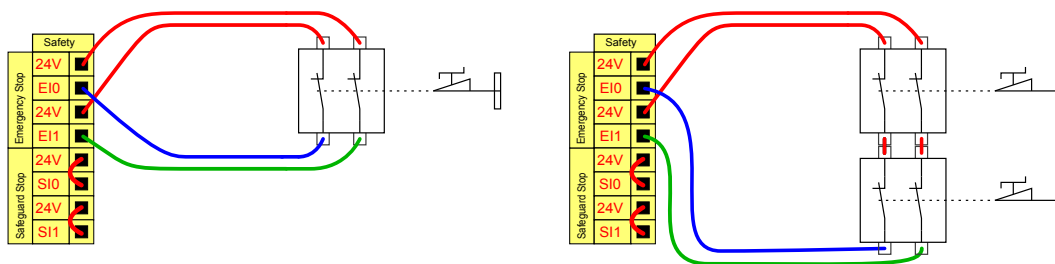 Safety
Emergency Stop
24V
EI0
24V
EI1
Safeguard Stop
24V
SI0
24V
SI1
Safety
Emergency Stop
24V
EI0
24V
EI1
Safeguard Stop
24V
SI0
24V
SI1